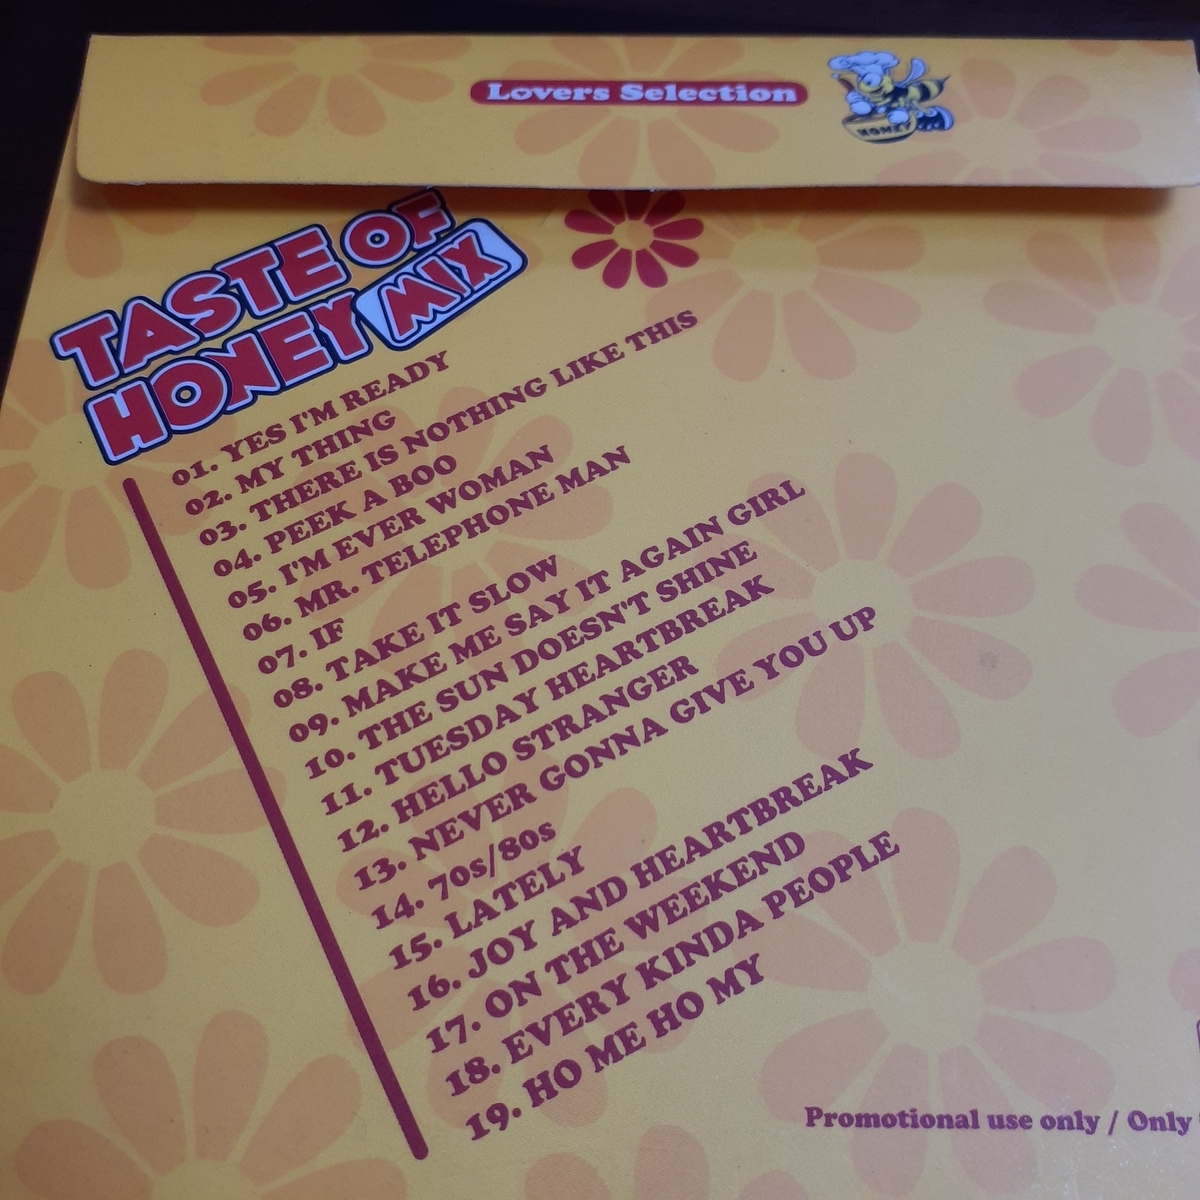 Lovers Selection
HONEY
TASTE OF
HONEY MIX
01. YES I'M READY
02. MY THING
03. THERE IS NOTHING LIKE THIS
04. PEEK A BOO
05. I'M EVER WOMAN
06. MR. TELEPHONE MAN
07. IF
08. TAKE IT SLOW
09. MAKE ME SAY IT AGAIN GIRL
10. THE SUN DOESN'T SHINE
11. TUESDAY HEARTBREAK
12. HELLO STRANGER
13. NEVER GONNA GIVE YOU UP
14. 70s/80s
15. LATELY
16. JOY AND HEARTBREAK
17. ON THE WEEKEND
18. EVERY KINDA PEOPLE
19. HO ME HO MY
Promotional use only / Only